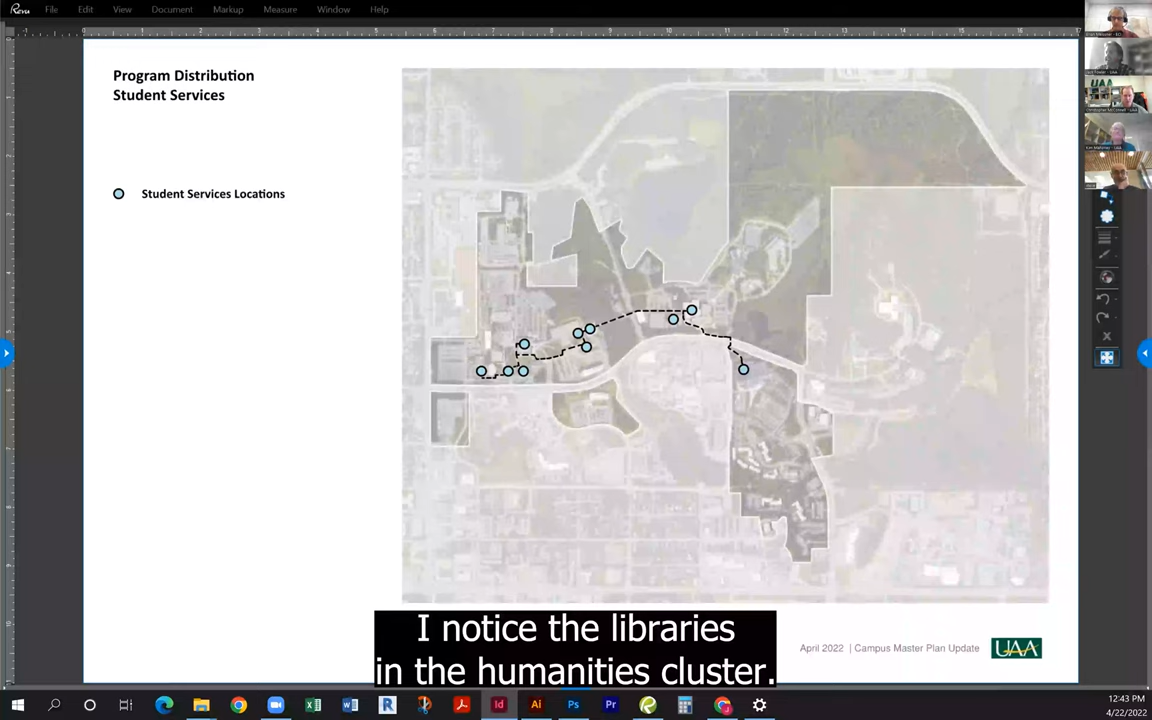 Revu
File Edit View Document Markup Measure Window Help
Program Distribution
Student Services
Student Services Locations
I notice the libraries
in the humanities cluster.
April 2022 | Campus Master Plan Update
UAA
12:43 PM
4/22/2022